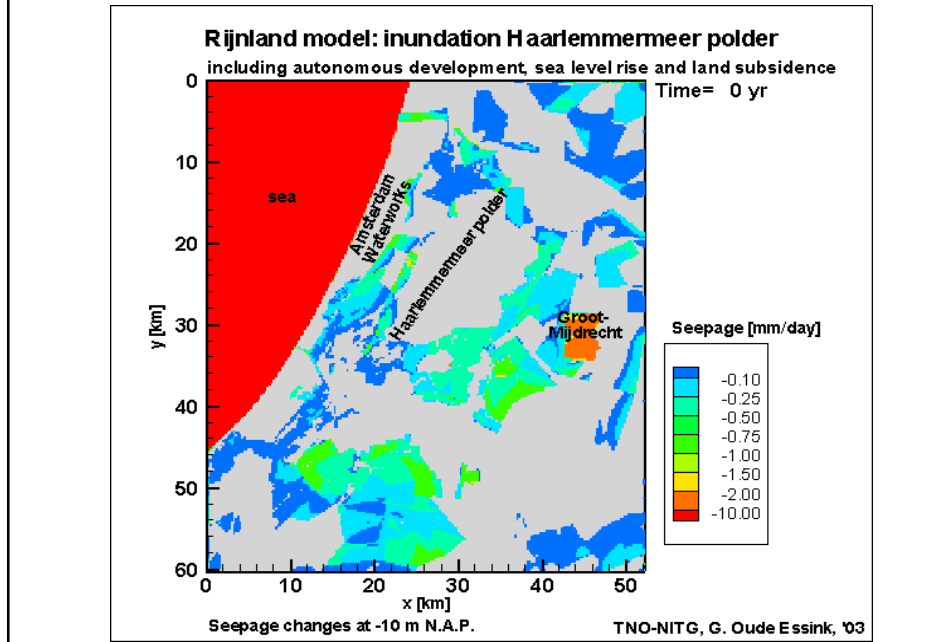 Rijnland model: inundation Haarlemmermeer polder
including autonomous development, sea level rise and land subsidence
Time= 0 yr
0
10
20
30
40
50
60
y [km]
sea
Amsterdam
Waterworks
Haarlemmermeer polder
Groot-
Mijdrecht
Seepage [mm/day]
-0.10
-0.25
-0.50
-0.75
-1.00
-1.50
-2.00
-10.00
0 10 20 30 40 50
x [km]
Seepage changes at -10 m N.A.P.
TNO-NITG, G. Oude Essink, '03